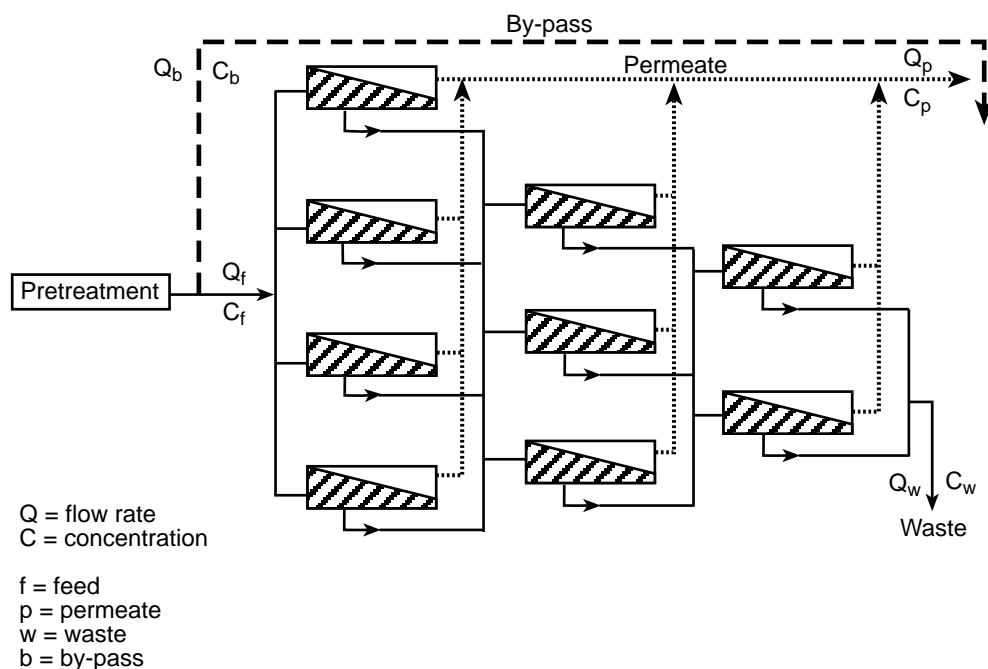 By-pass
Q_b
C_b
Permeate
Q_p
C_p
Pretreatment
Q_f
C_f
Q_w
C_w
Waste
Q = flow rate
C = concentration
f = feed
p = permeate
w = waste
b = by-pass